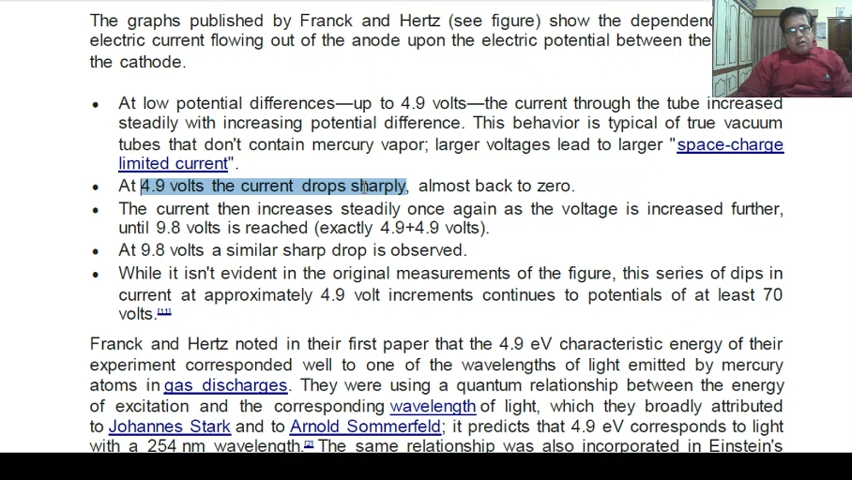 The graphs published by Franck and Hertz (see figure) show the dependenc
electric current flowing out of the anode upon the electric potential between the
the cathode.
• At low potential differences—up to 4.9 volts—the current through the tube increased
steadily with increasing potential difference. This behavior is typical of true vacuum
tubes that don't contain mercury vapor; larger voltages lead to larger "space-charge
limited current".
• At 4.9 volts the current drops sharply, almost back to zero.
• The current then increases steadily once again as the voltage is increased further,
until 9.8 volts is reached (exactly 4.9+4.9 volts).
• At 9.8 volts a similar sharp drop is observed.
• While it isn't evident in the original measurements of the figure, this series of dips in
current at approximately 4.9 volt increments continues to potentials of at least 70
volts.[11]
Franck and Hertz noted in their first paper that the 4.9 eV characteristic energy of their
experiment corresponded well to one of the wavelengths of light emitted by mercury
atoms in gas discharges. They were using a quantum relationship between the energy
of excitation and the corresponding wavelength of light, which they broadly attributed
to Johannes Stark and to Arnold Sommerfeld; it predicts that 4.9 eV corresponds to light
with a 254 nm wavelength.[2] The same relationship was also incorporated in Einstein's